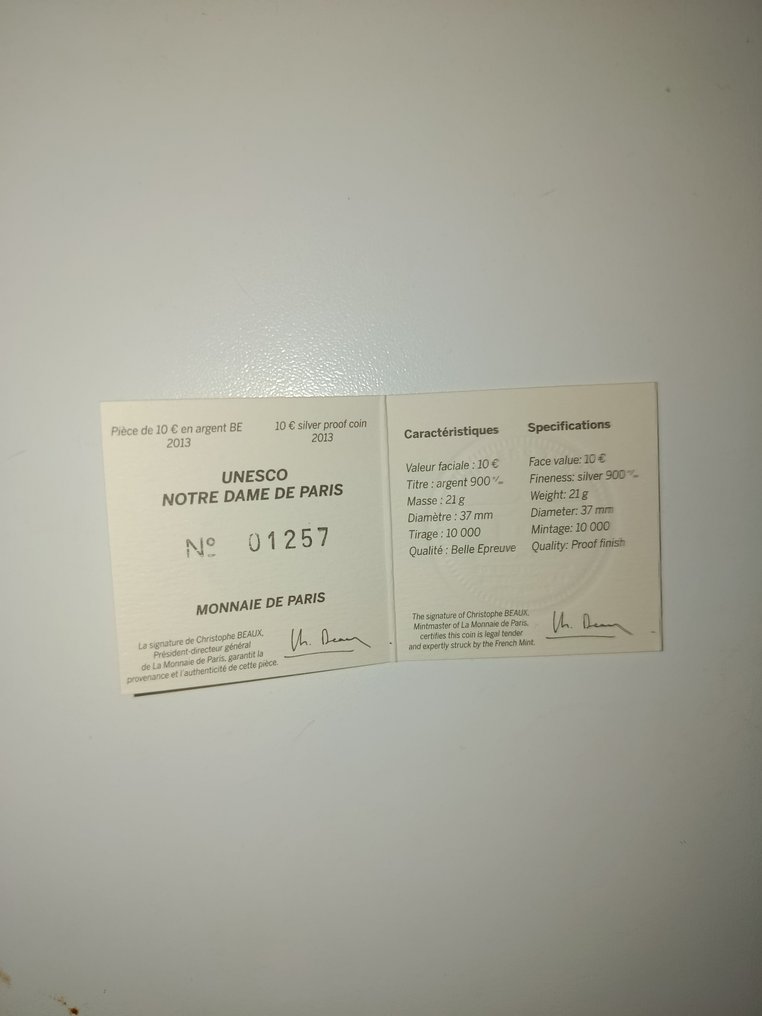 Pièce de 10 € en argent BE
2013
10 € silver proof coin
2013
UNESCO
NOTRE DAME DE PARIS
Nº 01257
MONNAIE DE PARIS
La signature de Christophe BEAUX,
Président-directeur général
de La Monnaie de Paris, garantit la
provenance et l'authenticité de cette pièce.
Ch. Beaux
Caractéristiques
Valeur faciale : 10 €
Titre : argent 900 ‰
Masse : 21 g
Diamètre : 37 mm
Tirage : 10 000
Qualité : Belle Epreuve
Specifications
Face value: 10 €
Fineness: silver 900 ‰
Weight: 21 g
Diameter: 37 mm
Mintage: 10 000
Quality: Proof finish
The signature of Christophe BEAUX,
Mintmaster of La Monnaie de Paris,
certifies this coin is legal tender
and expertly struck by the French Mint.
Ch. Beaux